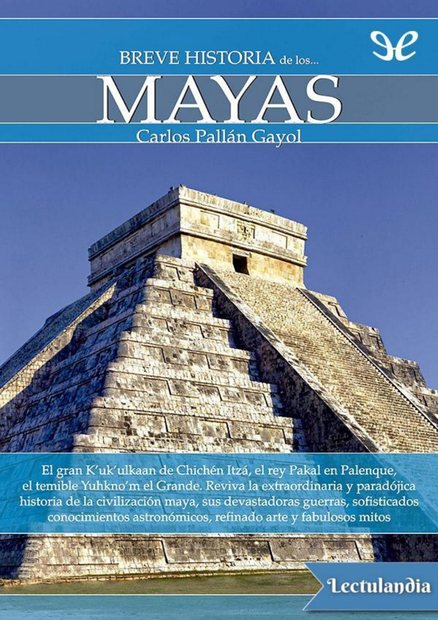 BREVE HISTORIA de los...
MAYAS
Carlos Pallán Gayol
El gran K'uk'ulkaan de Chichén Itzá, el rey Pakal en Palenque,
el temible Yuhkno'm el Grande. Reviva la extraordinaria y paradójica
historia de la civilización maya, sus devastadoras guerras, sofisticados
conocimientos astronómicos, refinado arte y fabulosos mitos
Lectulandia